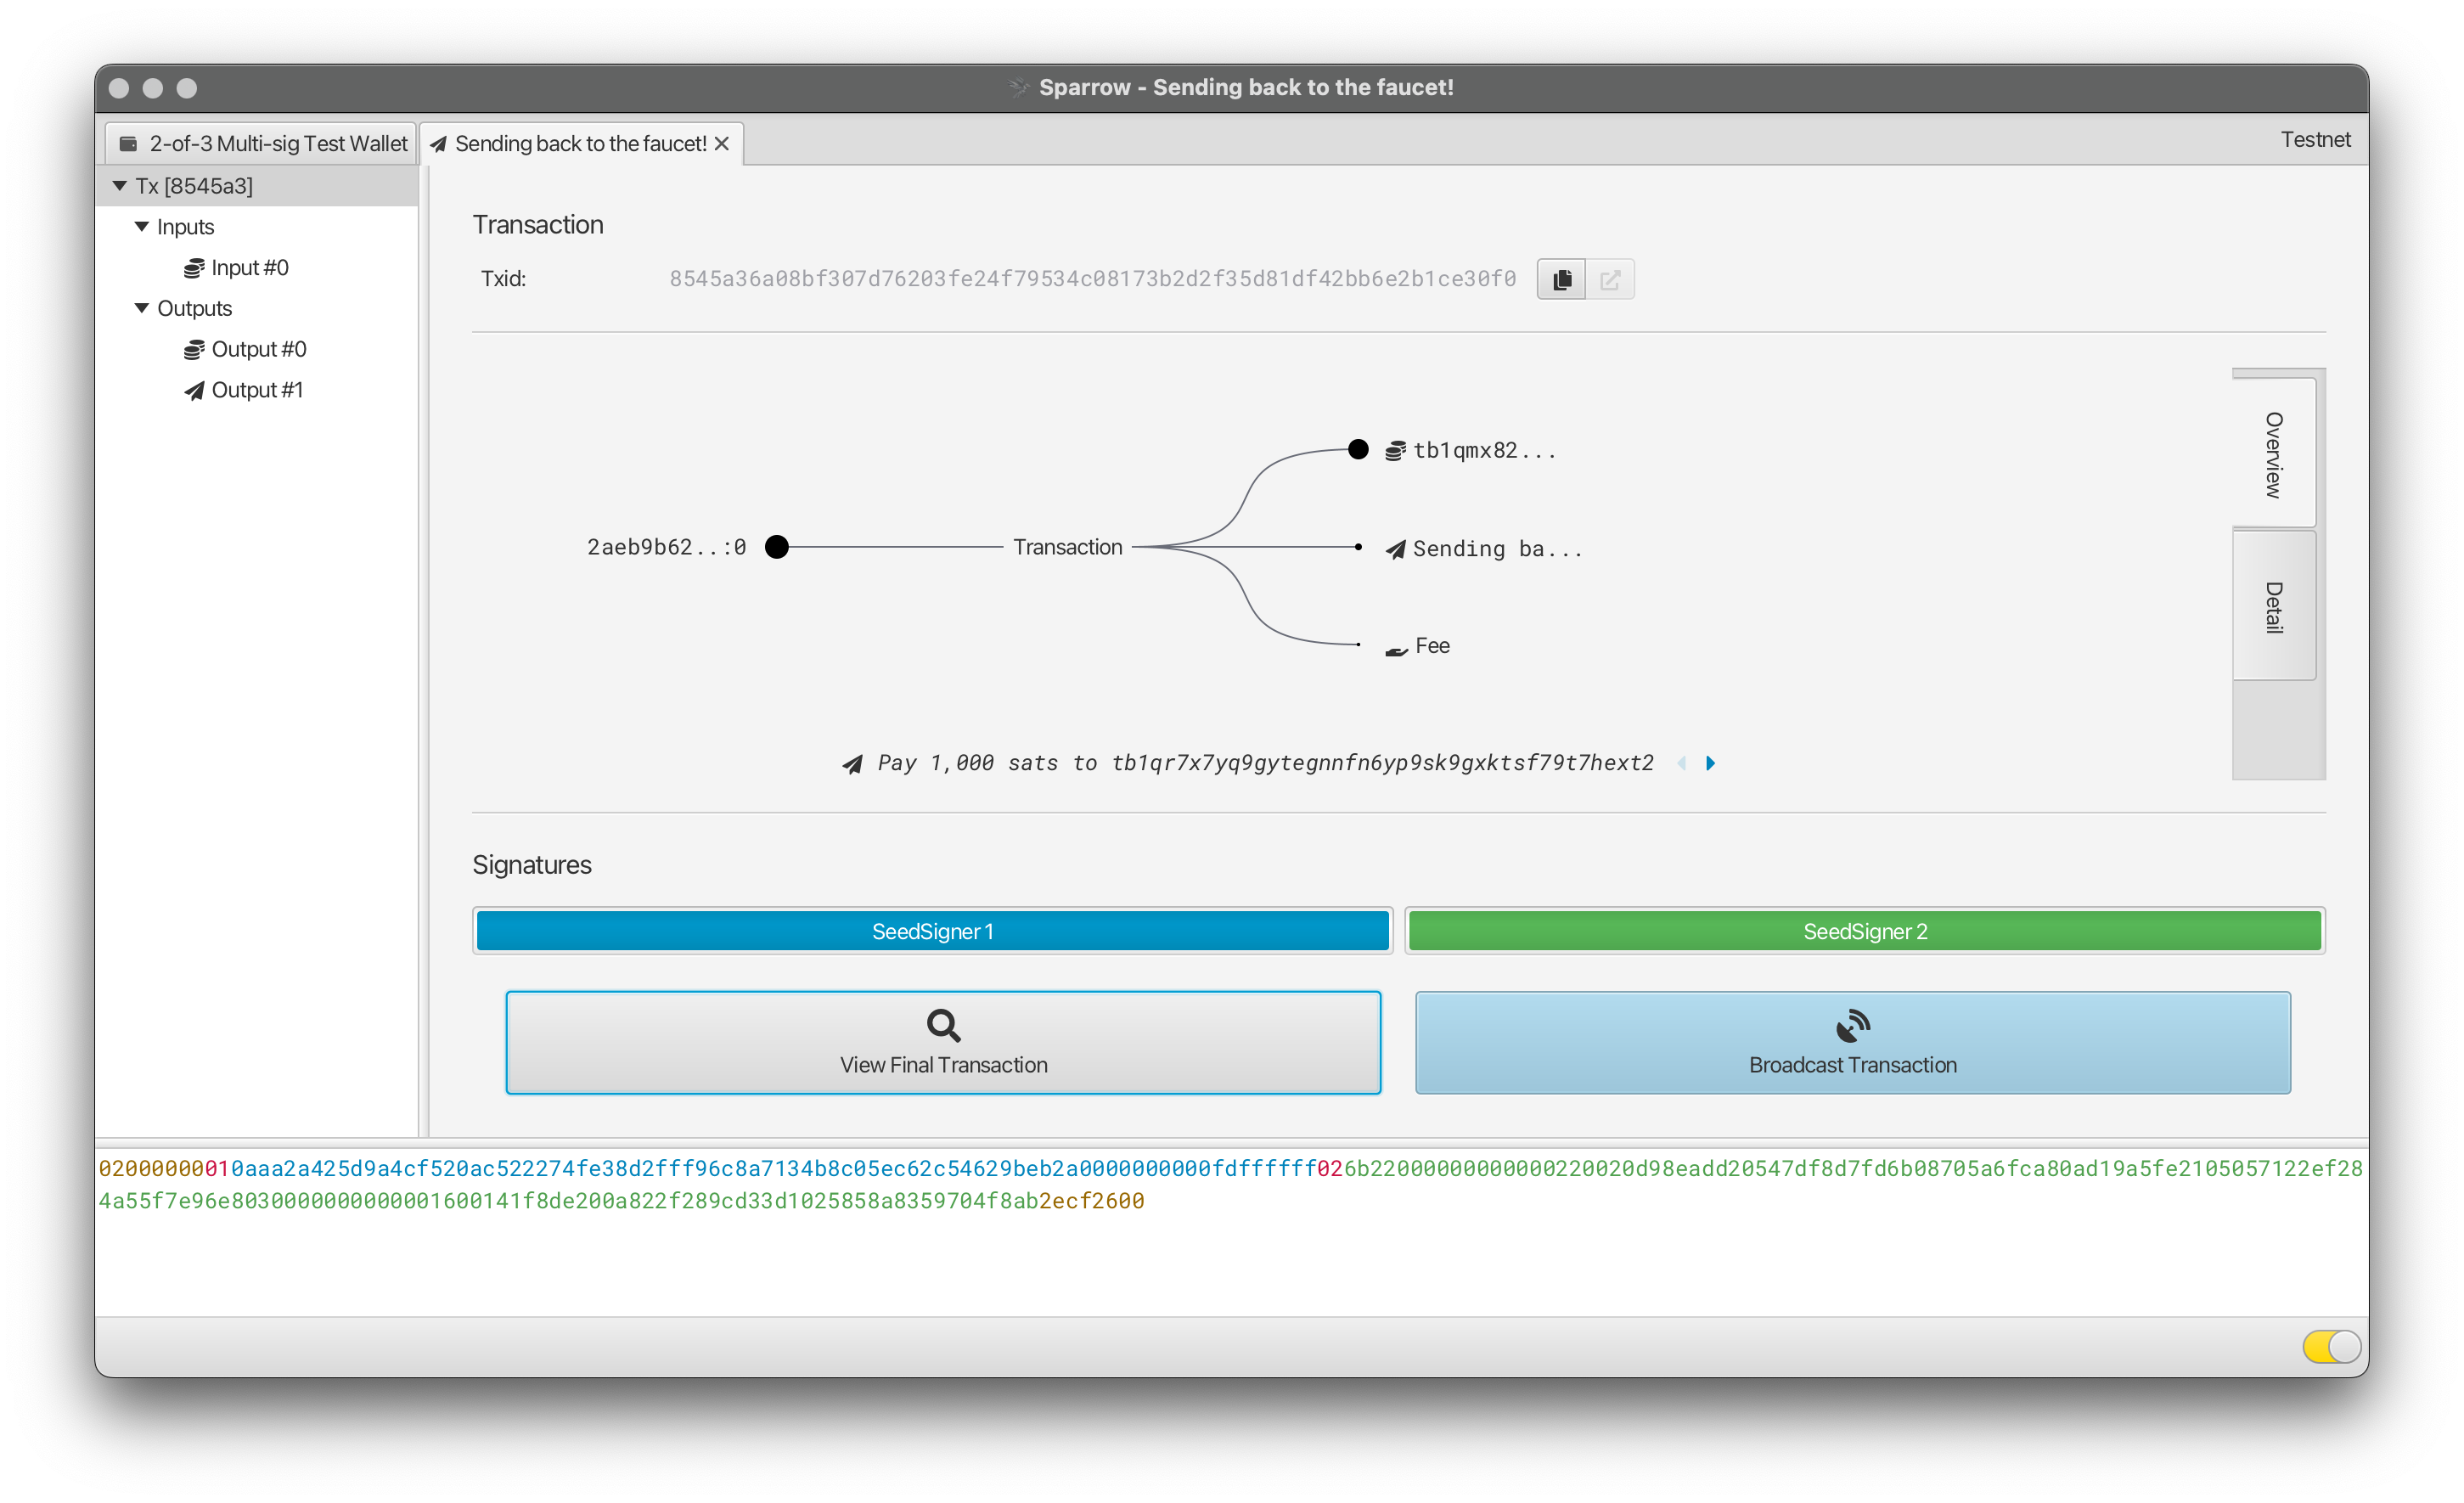 Sparrow - Sending back to the faucet!
2-of-3 Multi-sig Test Wallet
Sending back to the faucet!
Testnet
Tx [8545a3]
Inputs
Input #0
Outputs
Output #0
Output #1
Transaction
Txid: 8545a36a08bf307d76203fe24f79534c08173b2d2f35d81df42bb6e2b1ce30f0
tb1qmx82...
2aeb9b62..:0
Transaction
Sending ba...
Fee
Overview
Detail
Pay 1,000 sats to tb1qr7x7yq9gytegnnfn6yp9sk9gxktsf79t7hext2
Signatures
SeedSigner 1
SeedSigner 2
View Final Transaction
Broadcast Transaction
02000000010aaa2a425d9a4cf520ac522274fe38d2fff96c8a7134b8c05ec62c54629beb2a0000000000fdffffff026b22000000000000220020d98eadd20547df8d7fd6b08705a6fca80ad19a5fe2105057122ef28
4a55f7e96e8030000000000001600141f8de200a822f289cd33d1025858a8359704f8ab2ecf2600